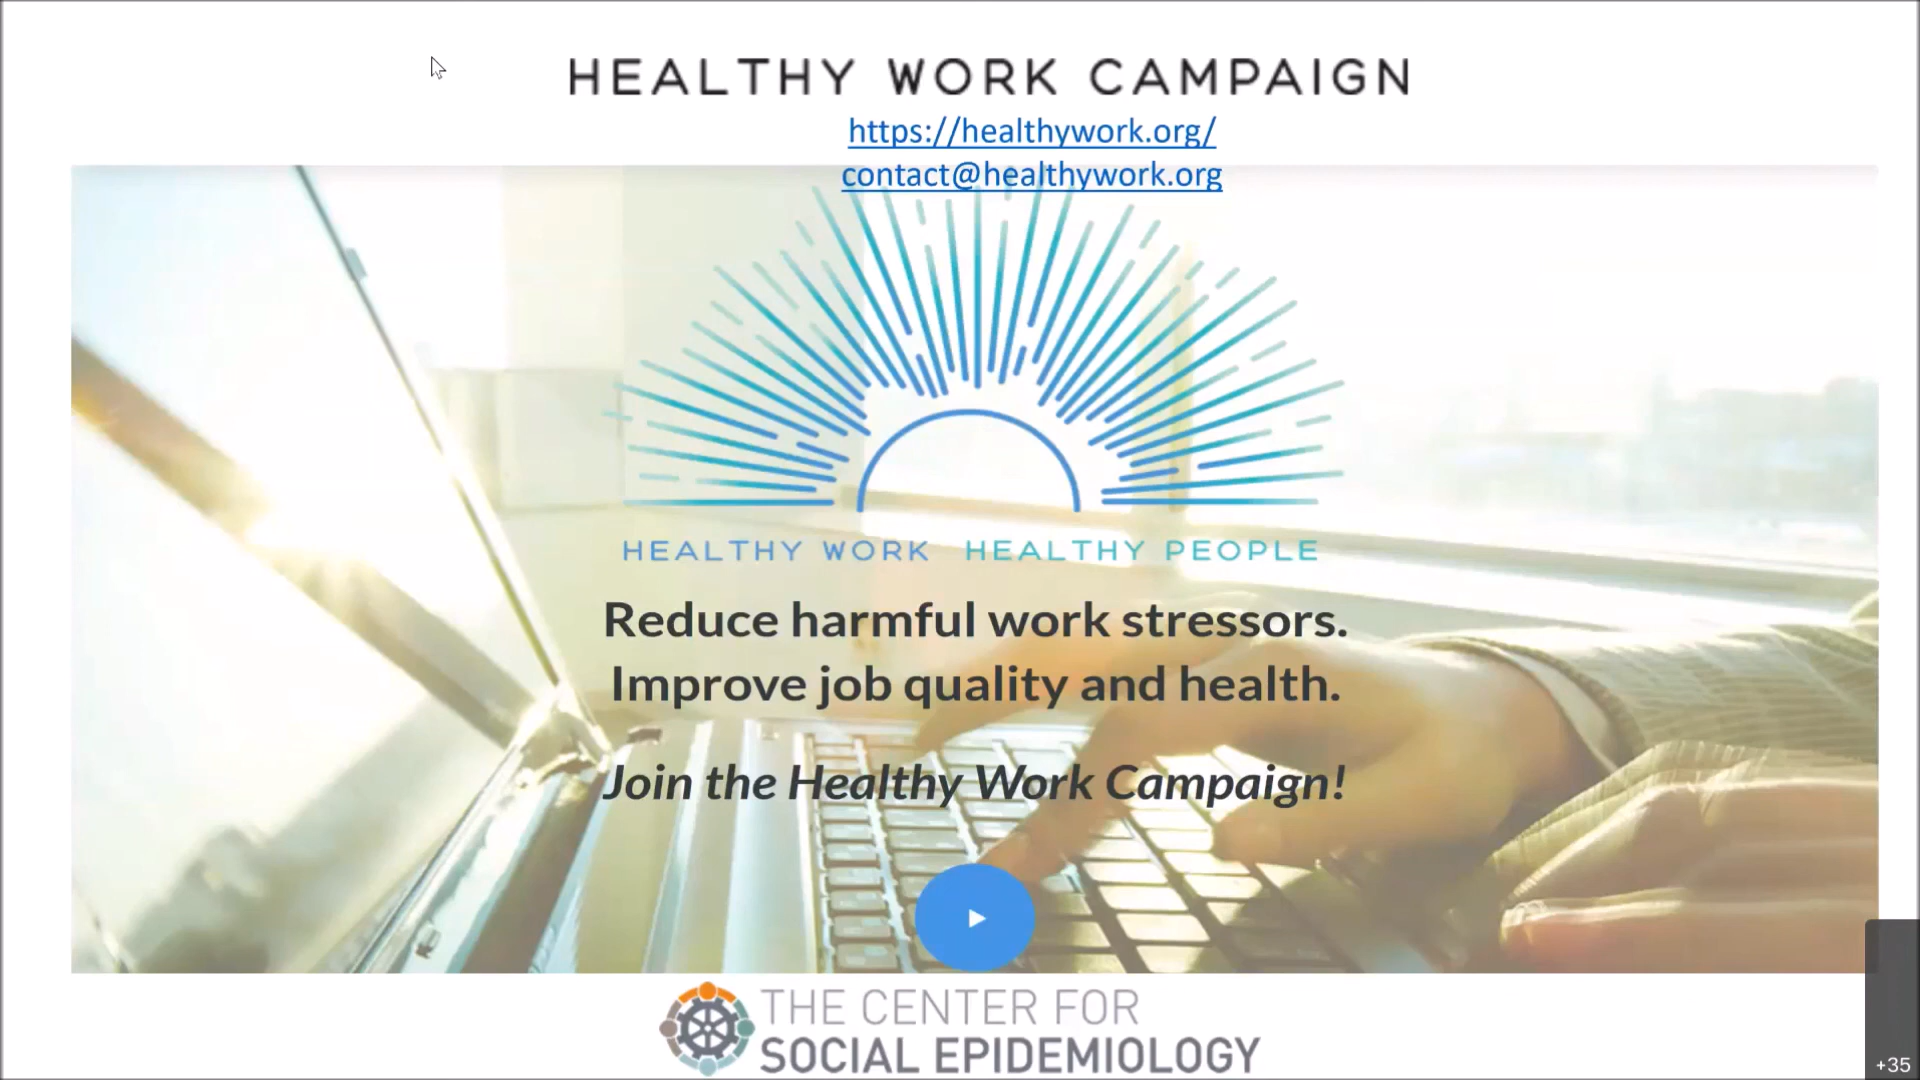 HEALTHY WORK CAMPAIGN
https://healthywork.org/
contact@healthywork.org
HEALTHY WORK HEALTHY PEOPLE
Reduce harmful work stressors.
Improve job quality and health.
Join the Healthy Work Campaign!
THE CENTER FOR
SOCIAL EPIDEMIOLOGY
+35